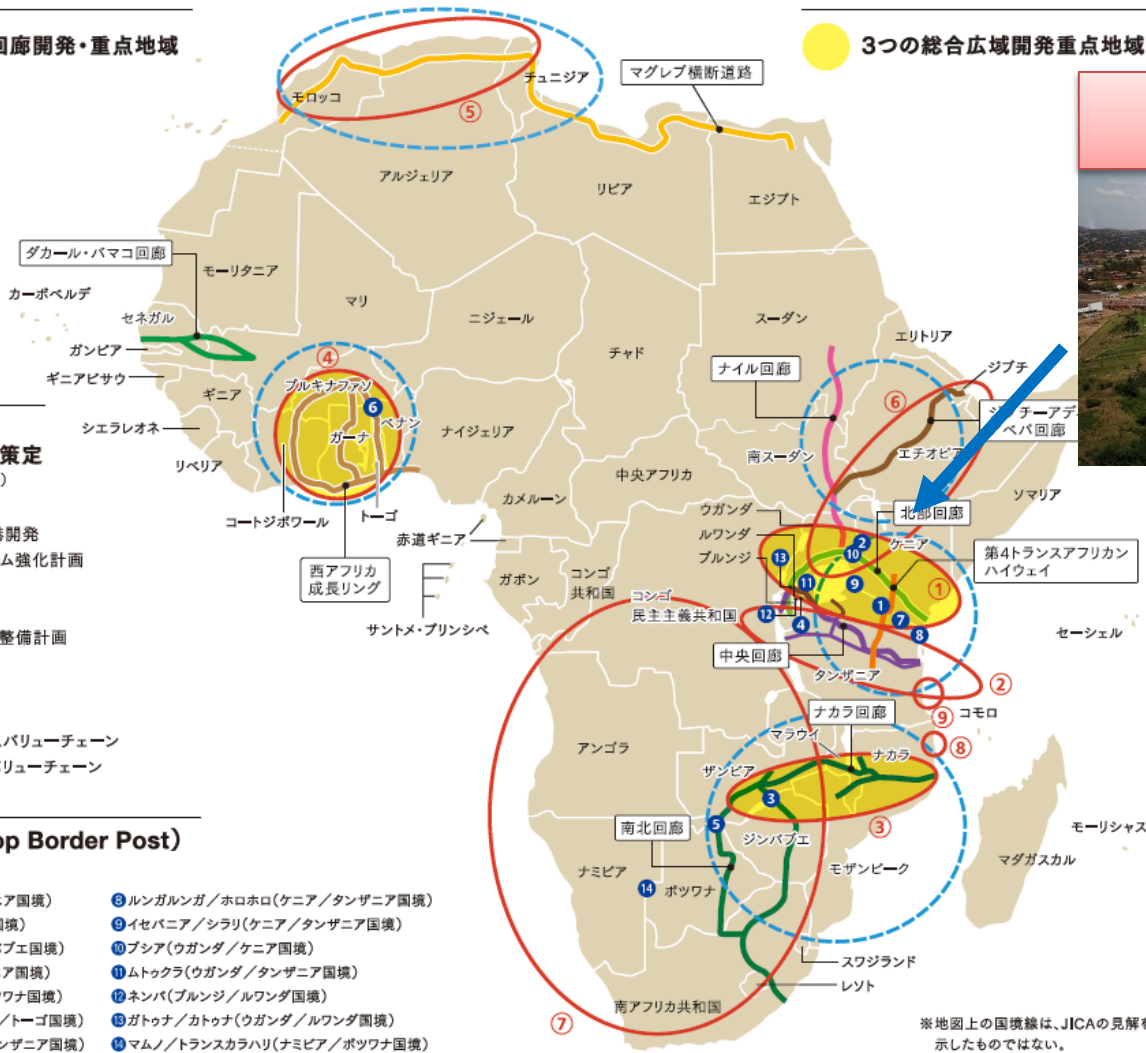 回廊開発・重点地域
3つの総合広域開発重点地域
マグレブ横断道路
チュニジア
モロッコ
⑤
アルジェリア
リビア
エジプト
ダカール・バマコ回廊
モーリタニア
カーボベルデ
マリ
ニジェール
スーダン
セネガル
エリトリア
チャド
ガンビア
④
ナイル回廊
ジブチ
ギニアビサウ
ブルキナファソ
ギニア
⑥
❻
ベナン
シエラレオネ
ガーナ
ナイジェリア
ベバ回廊
策定
南スーダン
エチオピア
リベリア
中央アフリカ
ソマリア
カメルーン
コートジボワール
トーゴ
ウガンダ
北部回廊
開発
赤道ギニア
ルワンダ
❷
ケニア
ム強化計画
ブルンジ
⓭
❿
第4トランスアフリカン
ハイウェイ
西アフリカ
成長リング
ガボン
コンゴ
共和国
⓫
❾
①
コンゴ
民主主義共和国
⓬
❹
❶
❼
❽
サントメ・プリンシペ
整備計画
セーシェル
中央回廊
タンザニア
②
⑨
コモロ
ナカラ回廊
マラウイ
ナカラ
⑧
バリューチェーン
アンゴラ
ザンビア
リューチェーン
❸
南北回廊
❺
③
ジンバブエ
モーリシャス
op Border Post)
マダガスカル
ナミビア
モザンビーク
⓮
ボツワナ
ア国境)
❽ルンガルンガ/ホロホロ(ケニア/タンザニア国境)
国境)
❾イセバニア/シラリ(ケニア/タンザニア国境)
ブエ国境)
❿ブシア(ウガンダ/ケニア国境)
ア国境)
⓫ムトゥクラ(ウガンダ/タンザニア国境)
スワジランド
ワナ国境)
⓬ネンバ(ブルンジ/ルワンダ国境)
レソト
/トーゴ国境)
⓭ガトゥナ/カトゥナ(ウガンダ/ルワンダ国境)
南アフリカ共和国
⑦
ンザニア国境)
⓮マムノ/トランスカラハリ(ナミビア/ボツワナ国境)
※地図上の国境線は、JICAの見解を
示したものではない。